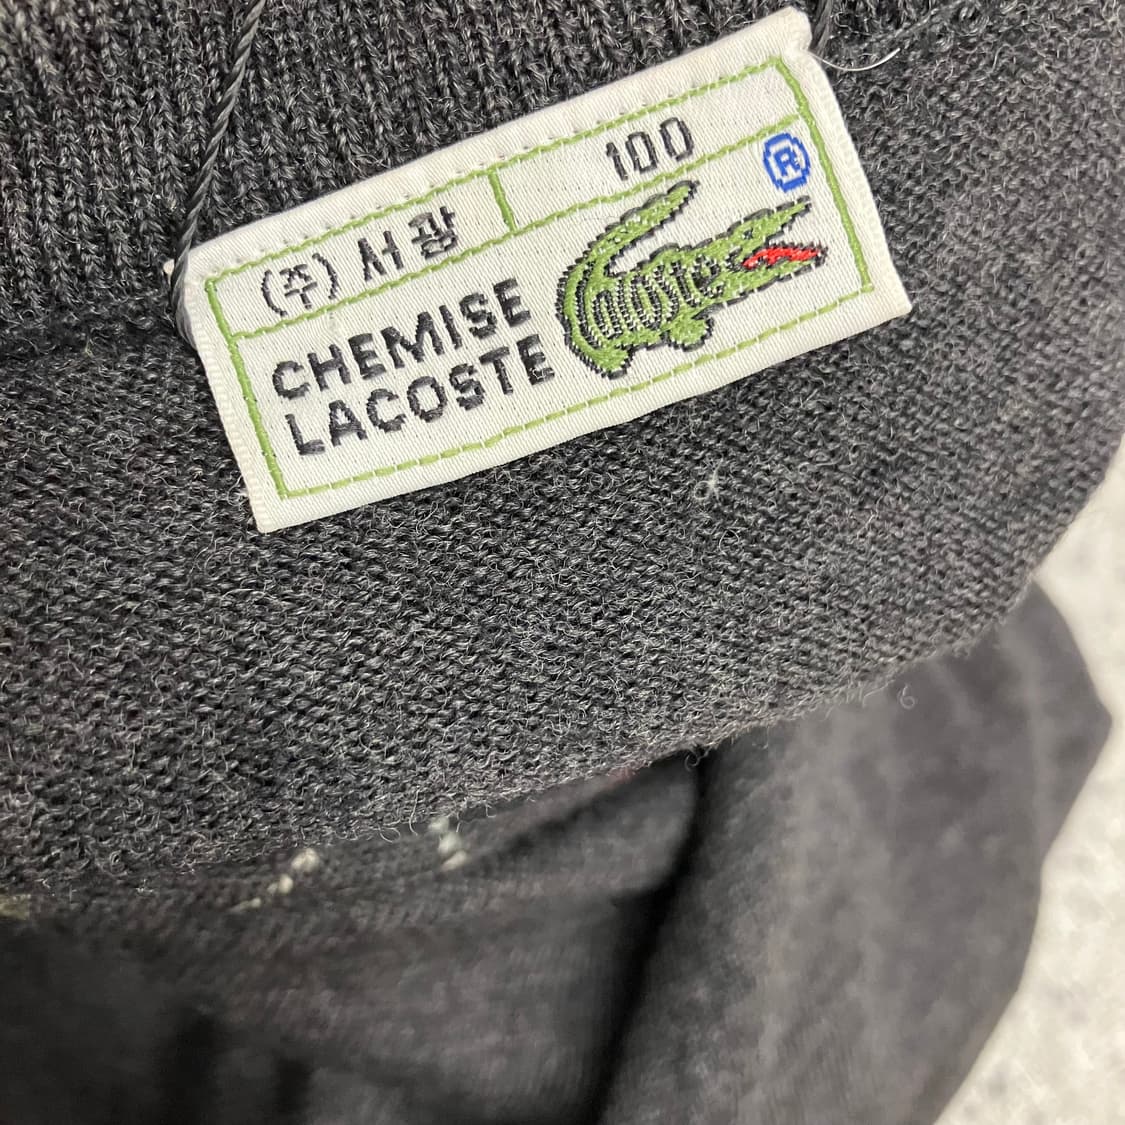 (주) 서광
100
®
CHEMISE
LACOSTE